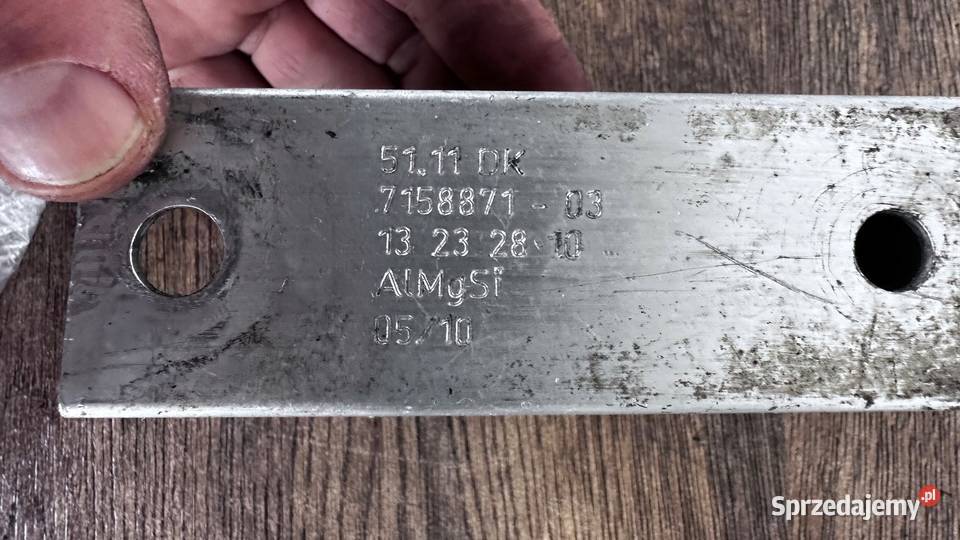 51.11 DK
7158871 - 03
13 23 28 10
AlMgSi
05/10
Sprzedajemy.pl